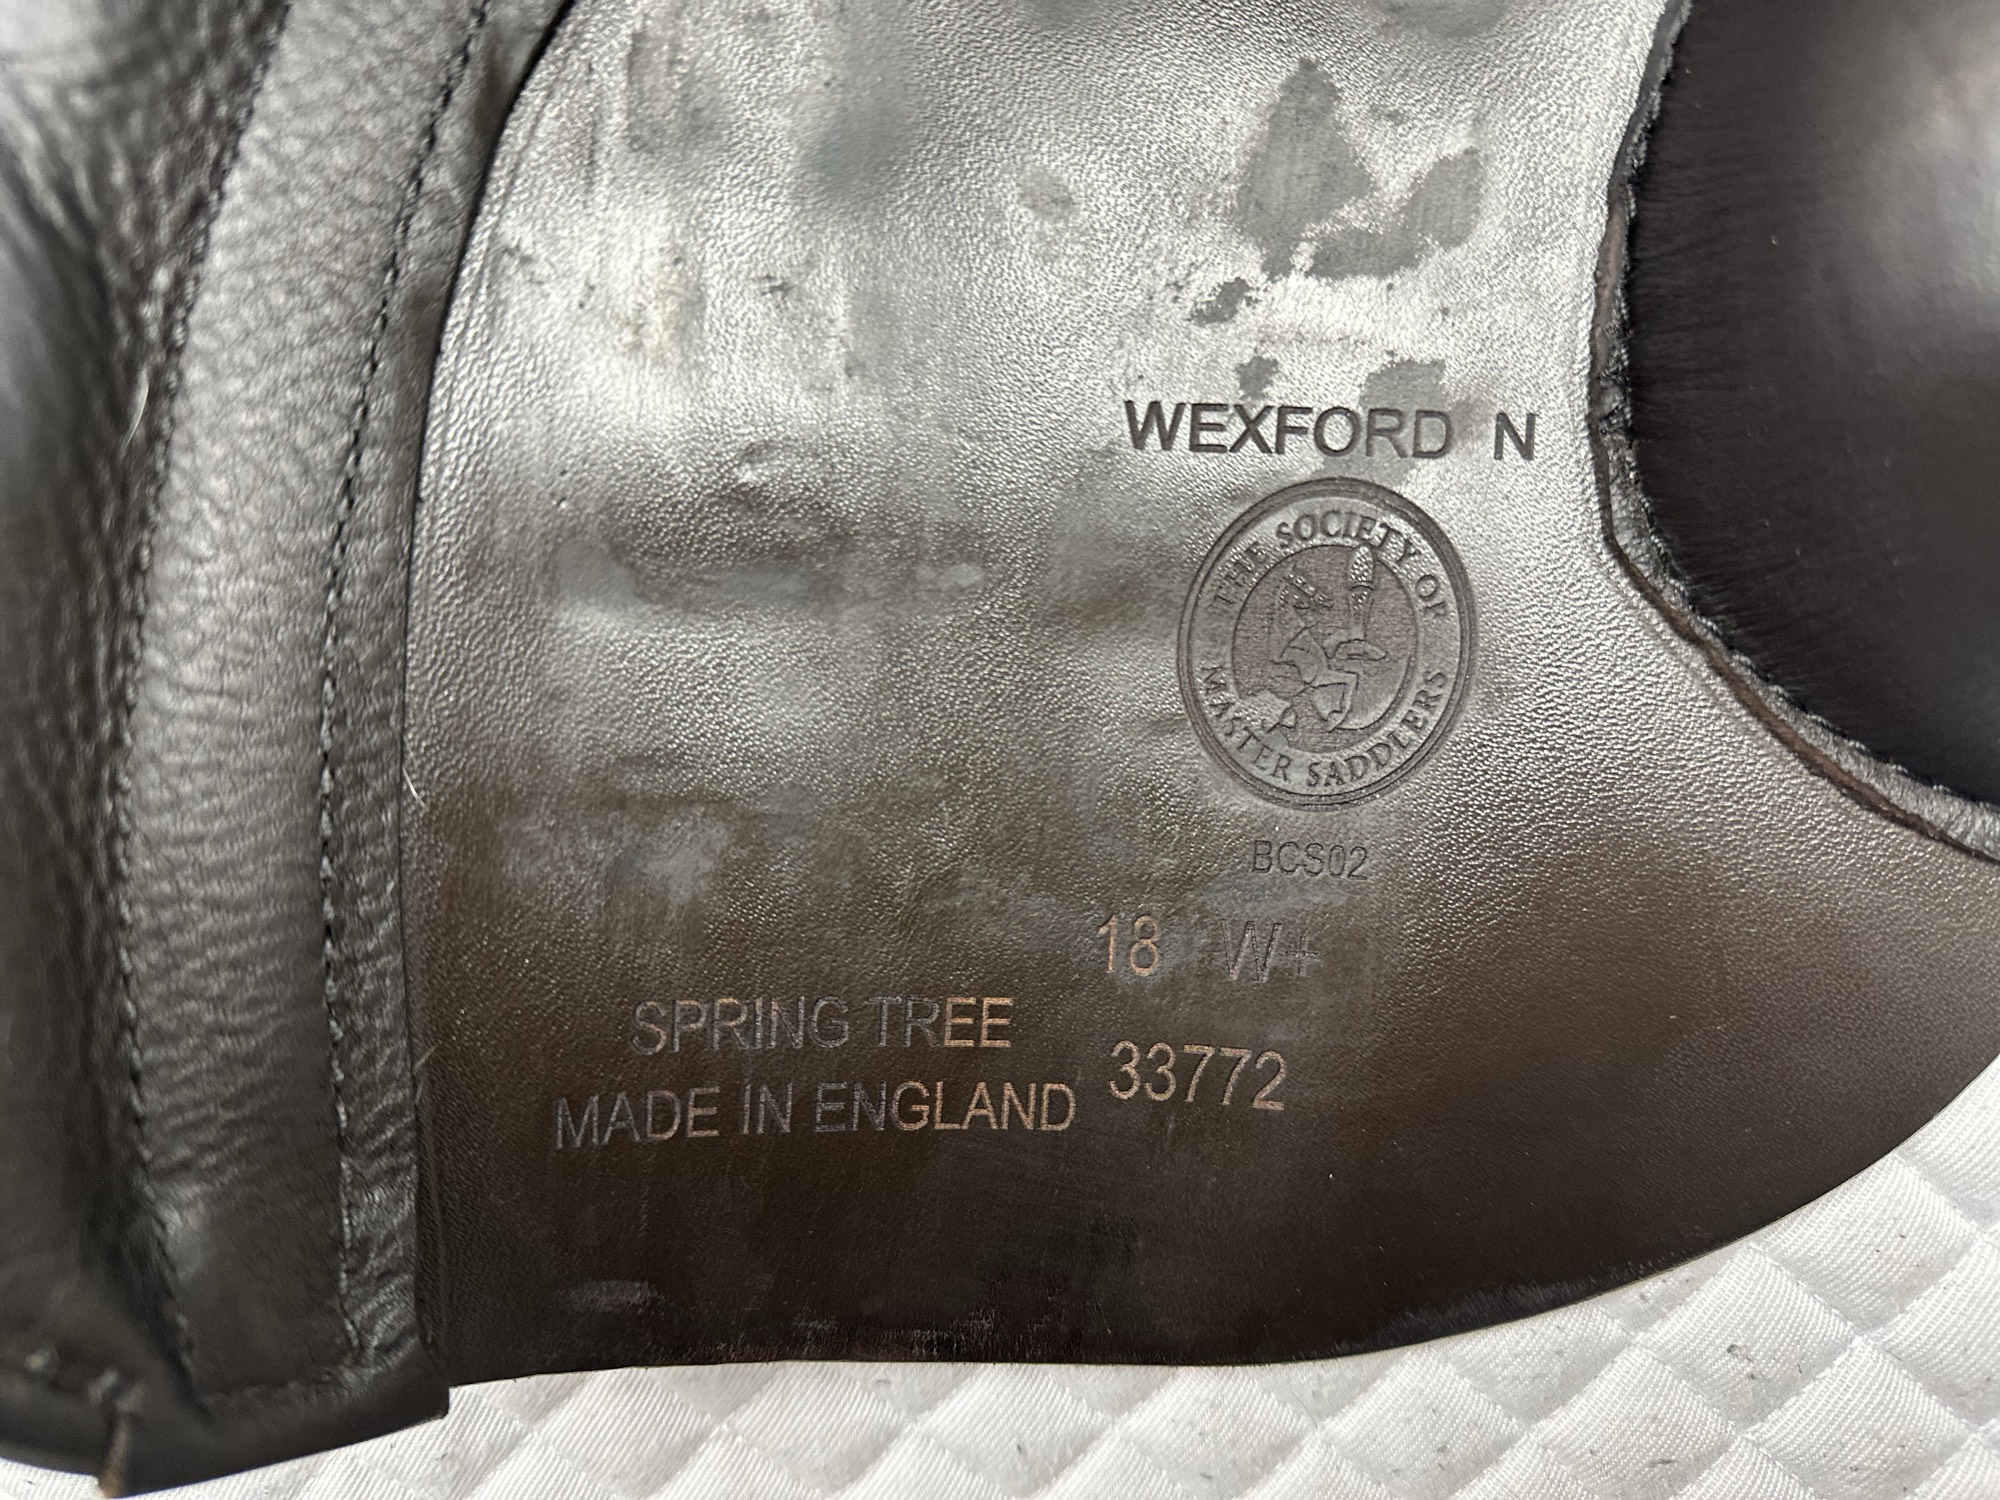 WEXFORD N
THE SOCIETY OF
MASTER SADDLERS
BCS02
18 W+
SPRING TREE
33772
MADE IN ENGLAND